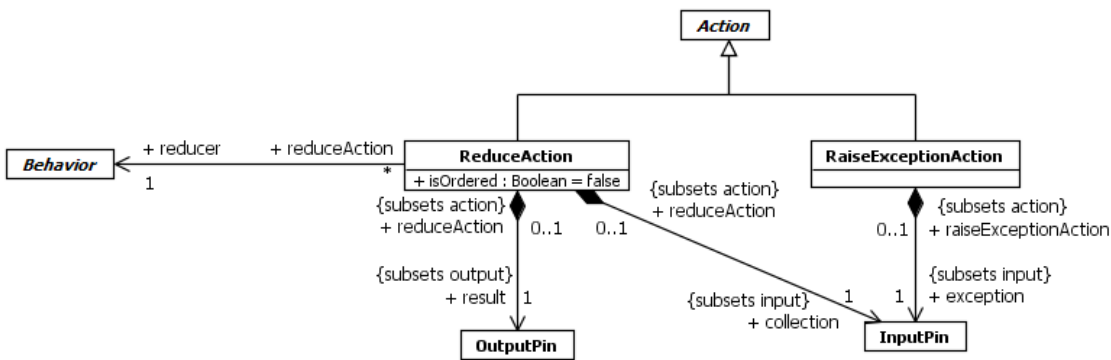 Action
+ reducer
+ reduceAction
Behavior
1
*
ReduceAction
+ isOrdered : Boolean = false
RaiseExceptionAction
{subsets action}
+ reduceAction
0..1
0..1
{subsets action}
+ reduceAction
{subsets action}
0..1
+ raiseExceptionAction
{subsets output}
+ result
1
{subsets input}
+ collection
1
{subsets input}
1
+ exception
OutputPin
InputPin